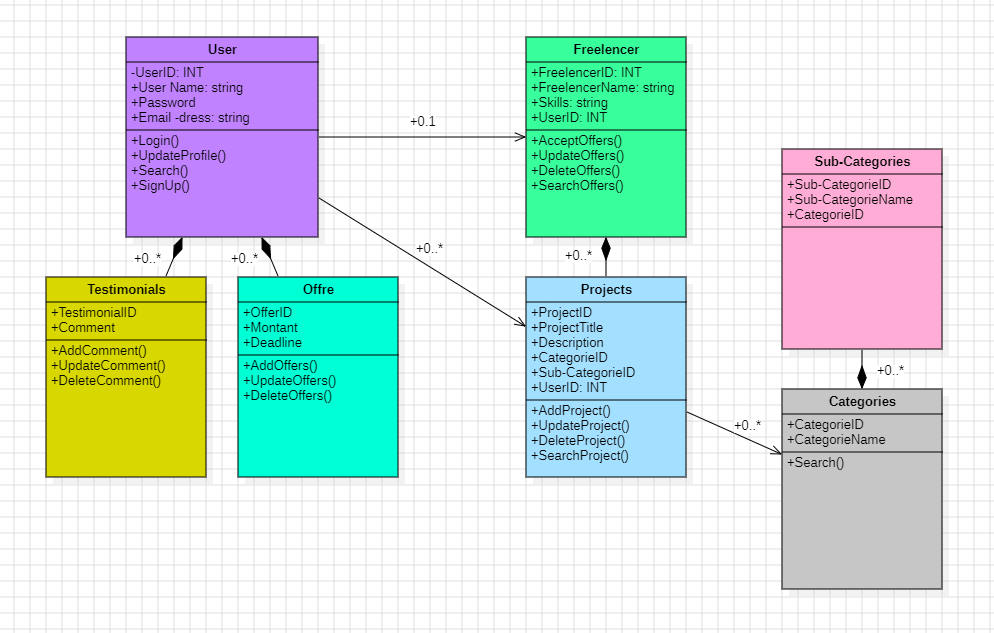 User
-UserID: INT
+User Name: string
+Password
+Email -dress: string
+Login()
+UpdateProfile()
+Search()
+SignUp()
+0.1
Freelencer
+FreelencerID: INT
+FreelencerName: string
+Skills: string
+UserID: INT
+AcceptOffers()
+UpdateOffers()
+DeleteOffers()
+SearchOffers()
Sub-Categories
+Sub-CategorieID
+Sub-CategorieName
+CategorieID
+0..*
+0..*
+0..*
+0..*
Testimonials
+TestimonialID
+Comment
+AddComment()
+UpdateComment()
+DeleteComment()
Offre
+OfferID
+Montant
+Deadline
+AddOffers()
+UpdateOffers()
+DeleteOffers()
Projects
+ProjectID
+ProjectTitle
+Description
+CategorieID
+Sub-CategorieID
+UserID: INT
+AddProject()
+UpdateProject()
+DeleteProject()
+SearchProject()
+0..*
+0..*
Categories
+CategorieID
+CategorieName
+Search()